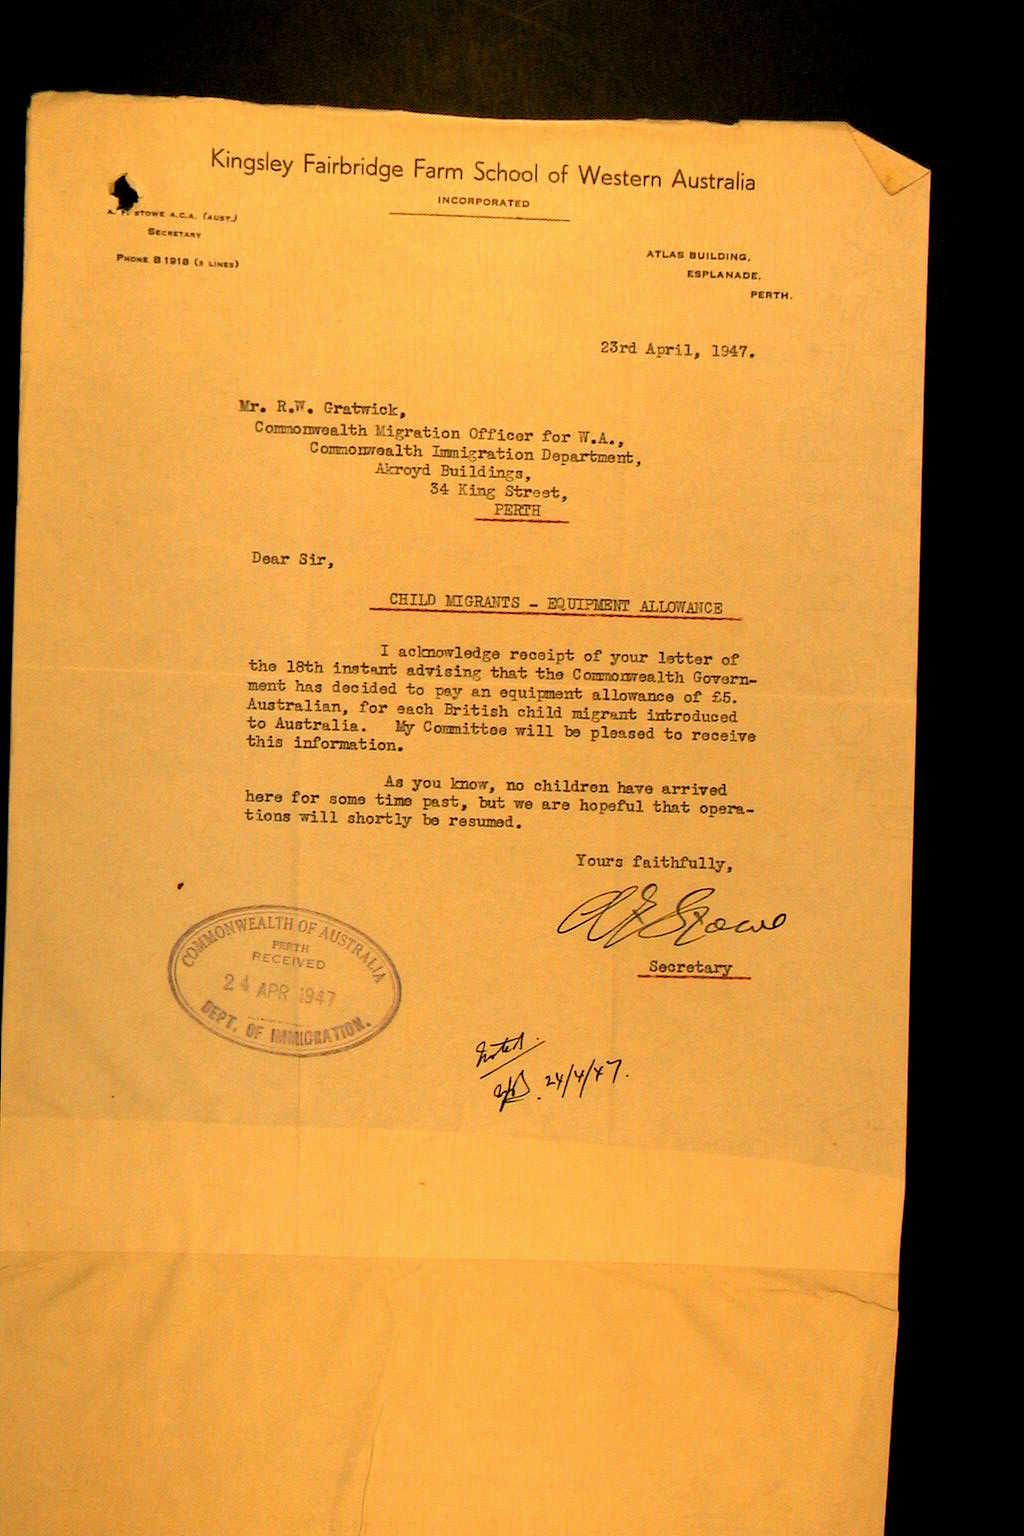 Kingsley Fairbridge Farm School of Western Australia
INCORPORATED
A. F. STOWE A.C.A. (AUST.)
SECRETARY
PHONE B1918 (3 LINES)
ATLAS BUILDING,
ESPLANADE,
PERTH.
23rd April, 1947.
Mr. R.W. Gratwick,
Commonwealth Migration Officer for W.A.,
Commonwealth Immigration Department,
Akroyd Buildings,
34 King Street,
PERTH
Dear Sir,
CHILD MIGRANTS - EQUIPMENT ALLOWANCE
I acknowledge receipt of your letter of
the 18th instant advising that the Commonwealth Govern-
ment has decided to pay an equipment allowance of £5.
Australian, for each British child migrant introduced
to Australia. My Committee will be pleased to receive
this information.
As you know, no children have arrived
here for some time past, but we are hopeful that opera-
tions will shortly be resumed.
Yours faithfully,
A F Stowe
Secretary
COMMONWEALTH OF AUSTRALIA
PERTH
RECEIVED
24 APR 1947
DEPT. OF IMMIGRATION.
Noted.
24/4/47.